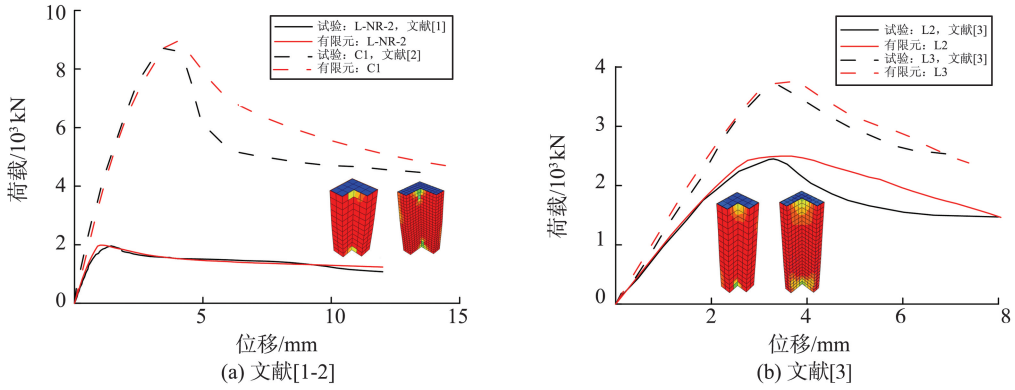 10
8
6
4
2
0
荷载/10³kN
5
10
15
位移/mm
试验：L-NR-2，文献[1]
有限元：L-NR-2
试验：C1，文献[2]
有限元：C1
(a) 文献[1-2]
4
3
2
1
0
荷载/10³kN
2
4
6
8
位移/mm
试验：L2，文献[3]
有限元：L2
试验：L3，文献[3]
有限元：L3
(b) 文献[3]